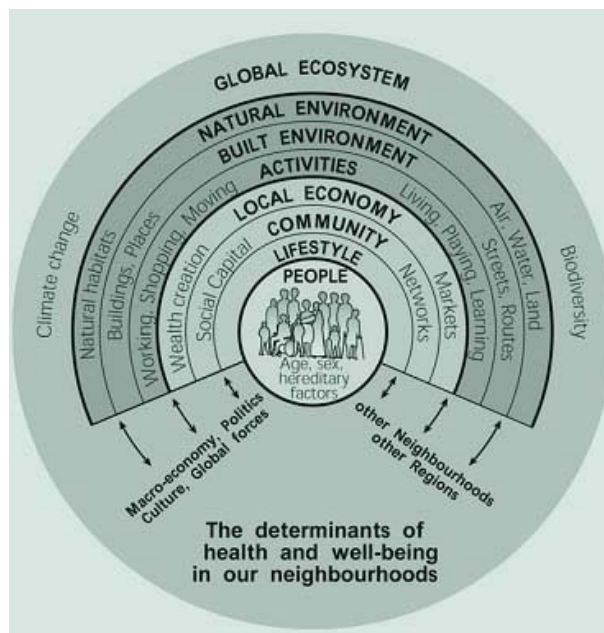 GLOBAL ECOSYSTEM
NATURAL ENVIRONMENT
BUILT ENVIRONMENT
ACTIVITIES
LOCAL ECONOMY
COMMUNITY
LIFESTYLE
PEOPLE
Age, sex,
hereditary
factors
Climate change
Natural habitats
Buildings, Places
Working, Shopping, Moving
Wealth creation
Social Capital
Networks
Markets
Living, Playing, Learning
Streets, Routes
Air, Water, Land
Biodiversity
Macro-economy, Politics
Culture, Global forces
other Neighbourhoods
other Regions
The determinants of
health and well-being
in our neighbourhoods